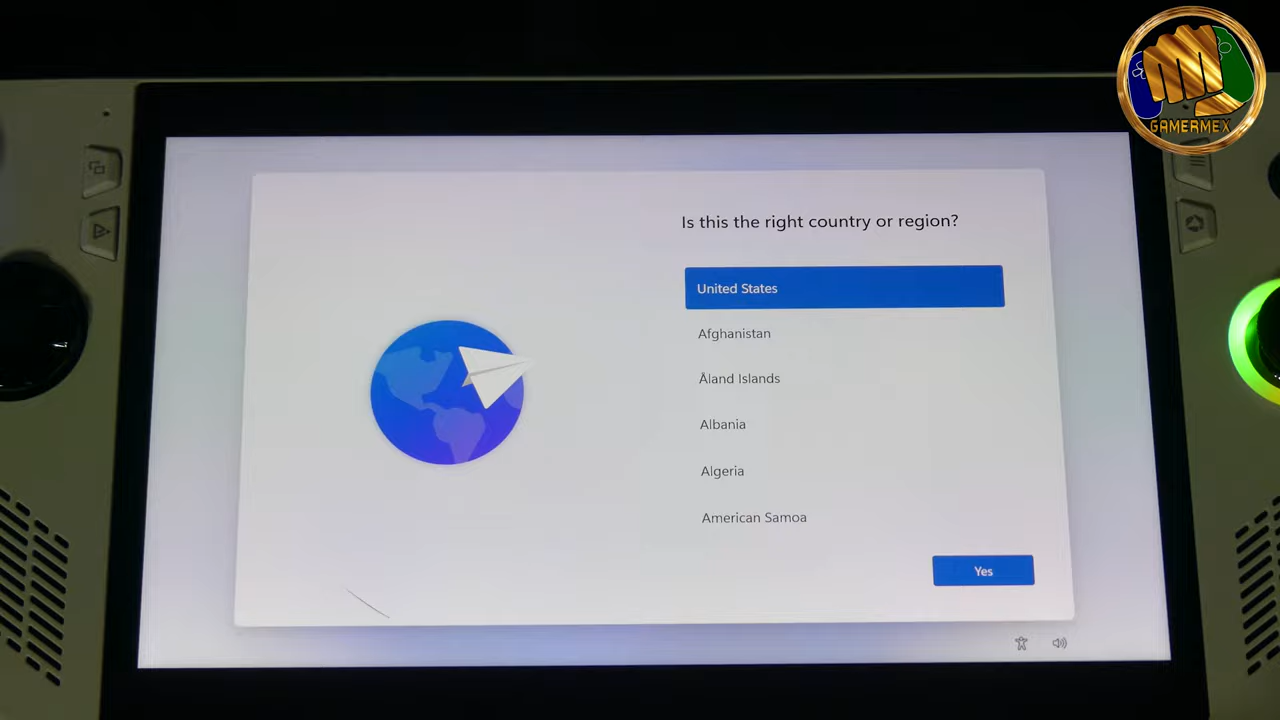 GAMERMEX
Is this the right country or region?
United States
Afghanistan
Åland Islands
Albania
Algeria
American Samoa
Yes